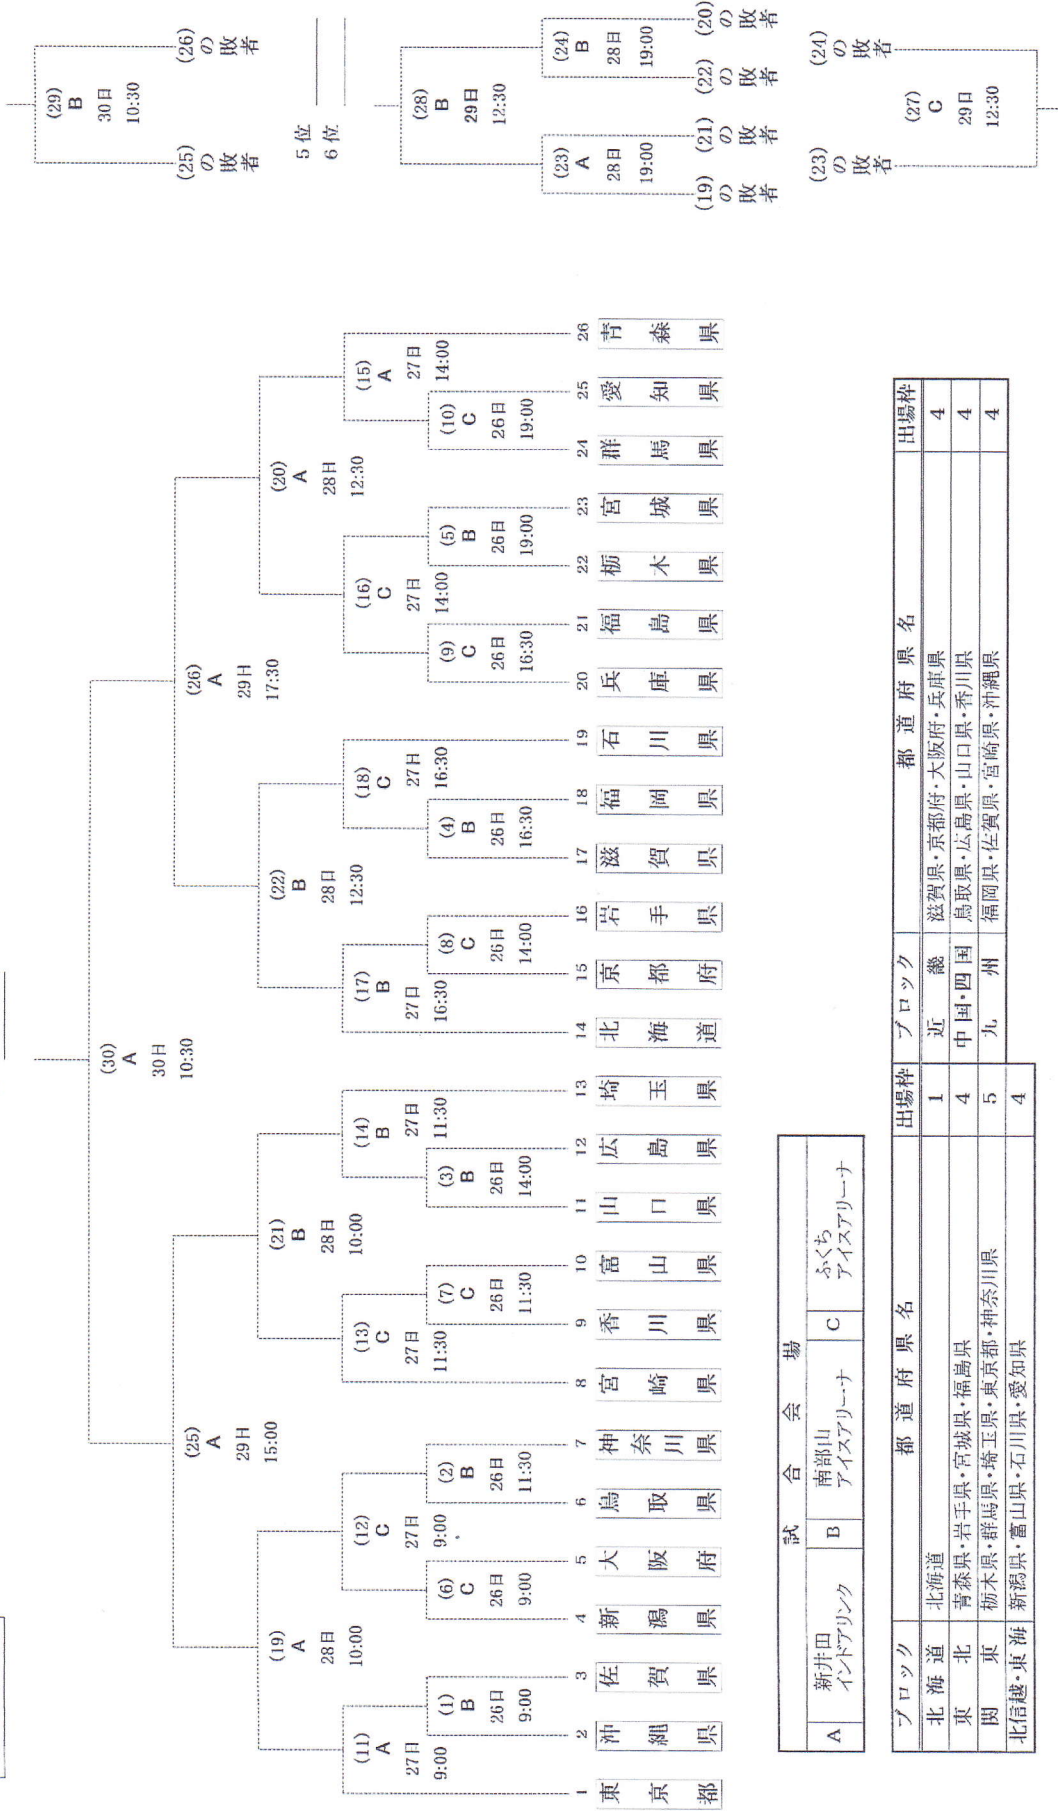 (30)
A
30日
10:30
(25)
A
29日
15:00
(26)
A
29日
17:30
(19)
A
28日
10:00
(21)
B
28日
10:00
(22)
B
28日
12:30
(20)
A
28日
12:30
(11)
A
27日
9:00
(12)
C
27日
9:00
(13)
C
27日
11:30
(14)
B
27日
11:30
(17)
B
27日
16:30
(18)
C
27日
16:30
(16)
C
27日
14:00
(15)
A
27日
14:00
(1)
B
26日
9:00
(6)
C
26日
9:00
(2)
B
26日
11:30
(7)
C
26日
11:30
(3)
B
26日
14:00
(8)
C
26日
14:00
(4)
B
26日
16:30
(9)
C
26日
16:30
(5)
B
26日
19:00
(10)
C
26日
19:00
1 東京都
2 沖縄県
3 佐賀県
4 新潟県
5 大阪府
6 鳥取県
7 神奈川県
8 宮崎県
9 香川県
10 富山県
11 山口県
12 広島県
13 埼玉県
14 北海道
15 京都府
16 岩手県
17 滋賀県
18 福岡県
19 石川県
20 兵庫県
21 福島県
22 栃木県
23 宮城県
24 群馬県
25 愛知県
26 青森県
(29)
B
30日
10:30
(25)の敗者
(26)の敗者
5位
6位
(28)
B
29日
12:30
(23)
A
28日
19:00
(24)
B
28日
19:00
(19)の敗者
(21)の敗者
(22)の敗者
(20)の敗者
(23)の敗者
(24)の敗者
(27)
C
29日
12:30
試合会場
A 新井田インドアリンク B 南部山アイスアリーナ C ふくちアイスアリーナ
ブロック 都道府県名 出場枠 ブロック 都道府県名 出場枠
北海道 北海道 1 近畿 滋賀県・京都府・大阪府・兵庫県 4
東北 青森県・岩手県・宮城県・福島県 4 中国・四国 鳥取県・広島県・山口県・香川県 4
関東 栃木県・群馬県・埼玉県・東京都・神奈川県 5 九州 福岡県・佐賀県・宮崎県・沖縄県 4
北信越・東海 新潟県・富山県・石川県・愛知県 4